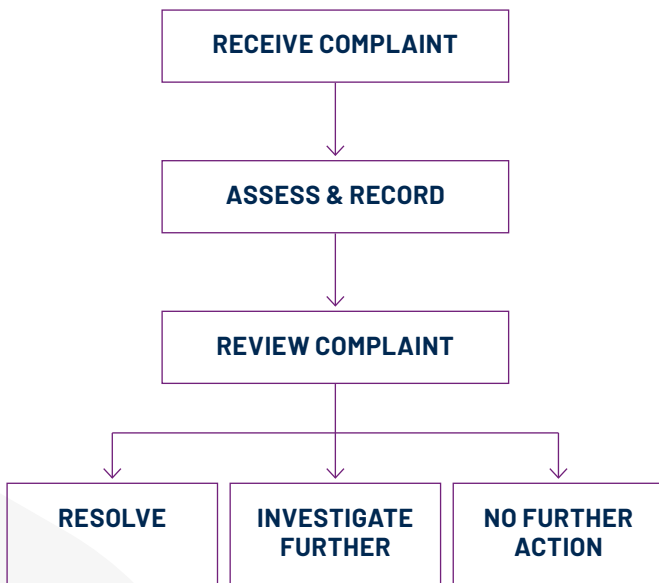 RECEIVE COMPLAINT
ASSESS & RECORD
REVIEW COMPLAINT
RESOLVE
INVESTIGATE
FURTHER
NO FURTHER
ACTION